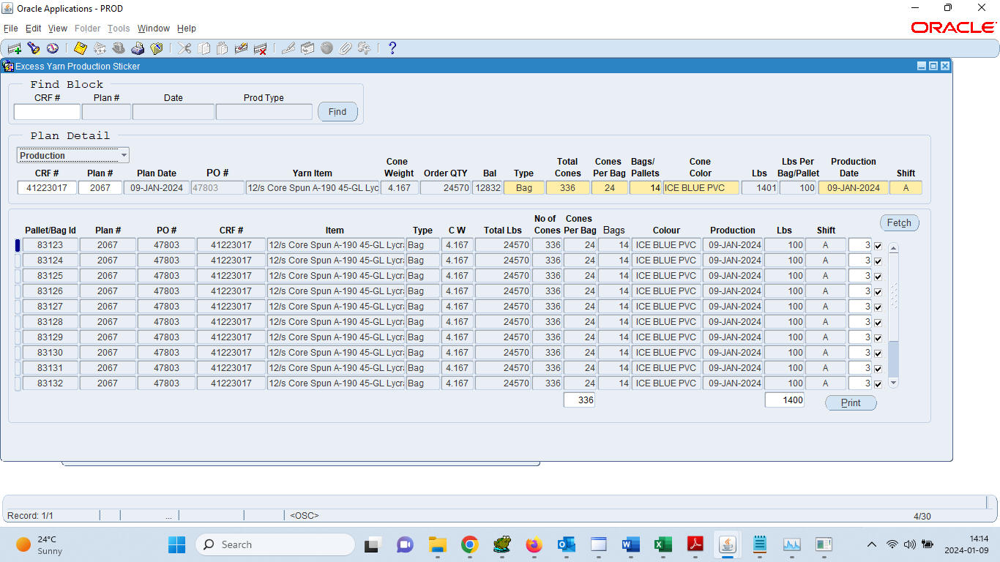 Oracle Applications - PROD
File Edit View Folder Tools Window Help
ORACLE
Excess Yarn Production Sticker
Find Block
CRF # Plan # Date Prod Type
Find
Plan Detail
Production
CRF # Plan # Plan Date PO # Yarn Item Cone Weight Order QTY Bal Type Total Cones Cones Per Bag Bags/ Pallets Cone Color Lbs Lbs Per Bag/Pallet Production Date Shift
41223017 2067 09-JAN-2024 47803 12/s Core Spun A-190 45-GL Lyc 4.167 24570 12832 Bag 336 24 14 ICE BLUE PVC 1401 100 09-JAN-2024 A
Fetch
Pallet/Bag Id Plan # PO # CRF # Item Type C W Total Lbs No of Cones Cones Per Bag Bags Colour Production Lbs Shift
83123 2067 47803 41223017 12/s Core Spun A-190 45-GL Lycr Bag 4.167 24570 336 24 14 ICE BLUE PVC 09-JAN-2024 100 A 3
83124 2067 47803 41223017 12/s Core Spun A-190 45-GL Lycr Bag 4.167 24570 336 24 14 ICE BLUE PVC 09-JAN-2024 100 A 3
83125 2067 47803 41223017 12/s Core Spun A-190 45-GL Lycr Bag 4.167 24570 336 24 14 ICE BLUE PVC 09-JAN-2024 100 A 3
83126 2067 47803 41223017 12/s Core Spun A-190 45-GL Lycr Bag 4.167 24570 336 24 14 ICE BLUE PVC 09-JAN-2024 100 A 3
83127 2067 47803 41223017 12/s Core Spun A-190 45-GL Lycr Bag 4.167 24570 336 24 14 ICE BLUE PVC 09-JAN-2024 100 A 3
83128 2067 47803 41223017 12/s Core Spun A-190 45-GL Lycr Bag 4.167 24570 336 24 14 ICE BLUE PVC 09-JAN-2024 100 A 3
83129 2067 47803 41223017 12/s Core Spun A-190 45-GL Lycr Bag 4.167 24570 336 24 14 ICE BLUE PVC 09-JAN-2024 100 A 3
83130 2067 47803 41223017 12/s Core Spun A-190 45-GL Lycr Bag 4.167 24570 336 24 14 ICE BLUE PVC 09-JAN-2024 100 A 3
83131 2067 47803 41223017 12/s Core Spun A-190 45-GL Lycr Bag 4.167 24570 336 24 14 ICE BLUE PVC 09-JAN-2024 100 A 3
83132 2067 47803 41223017 12/s Core Spun A-190 45-GL Lycr Bag 4.167 24570 336 24 14 ICE BLUE PVC 09-JAN-2024 100 A 3
336 1400 Print
Record: 1/1 ... <OSC> 4/30
24°C
Sunny
Search
14:14
2024-01-09